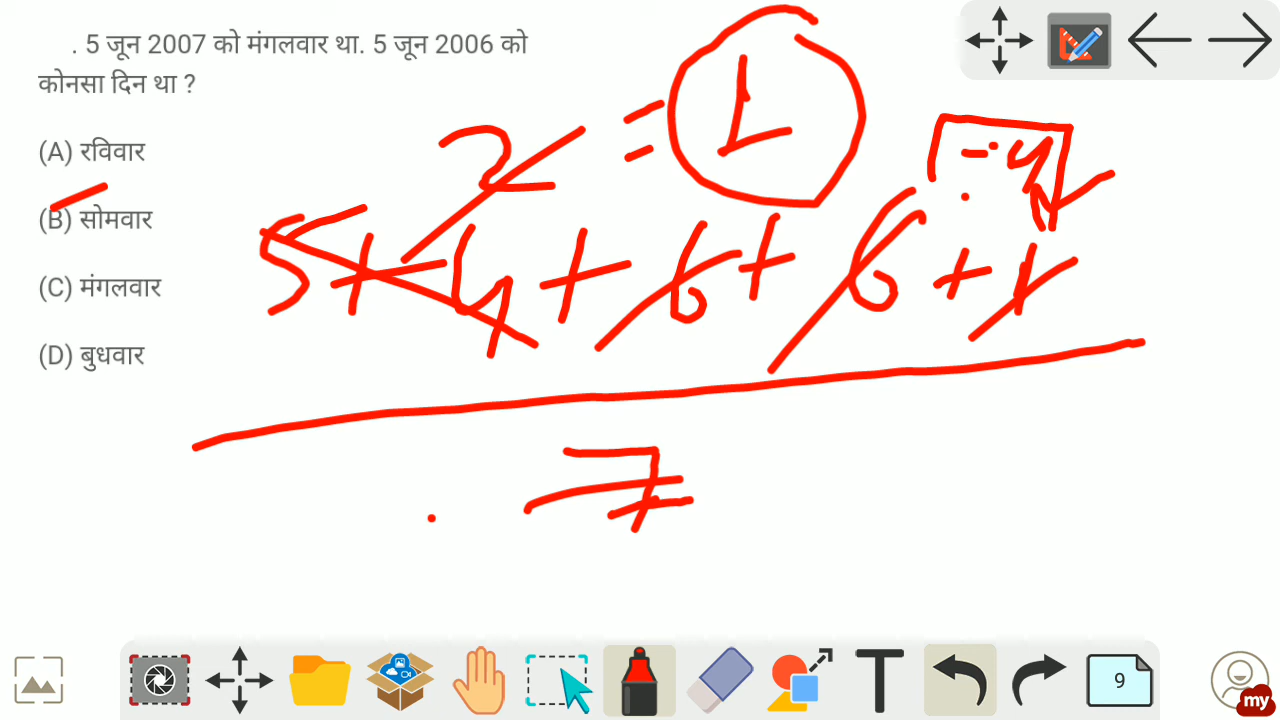 . 5 जून 2007 को मंगलवार था. 5 जून 2006 को
कोनसा दिन था ?
(A) रविवार
(B) सोमवार
(C) मंगलवार
(D) बुधवार
2 = 1
5 + 4 + 6 + 6 + 1
7
T
9
my